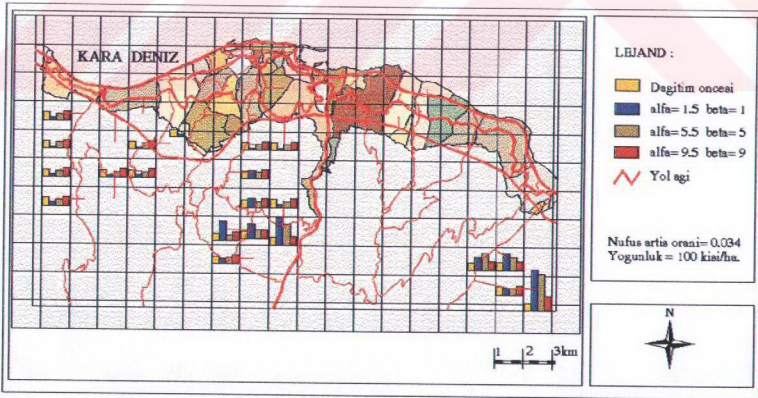 KARA DENIZ
LEJAND :
Dagitim oncesi
alfa= 1.5 beta= 1
alfa= 5.5 beta= 5
alfa= 9.5 beta= 9
Yol agi
Nufus artis orani= 0.034
Yogunluk = 100 kisi/ha.
1 2 3km
N